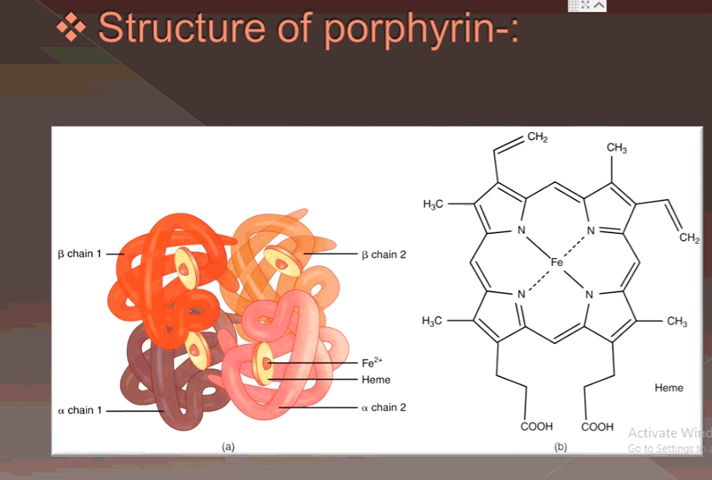 ❖ Structure of porphyrin-:
β chain 1
β chain 2
Fe²⁺
Heme
α chain 1
α chain 2
(a)
CH₂
CH₃
H₃C
CH₂
N
N
Fe
N
N
H₃C
CH₃
Heme
COOH
COOH
(b)
Activate Wind
Go to Settings to a